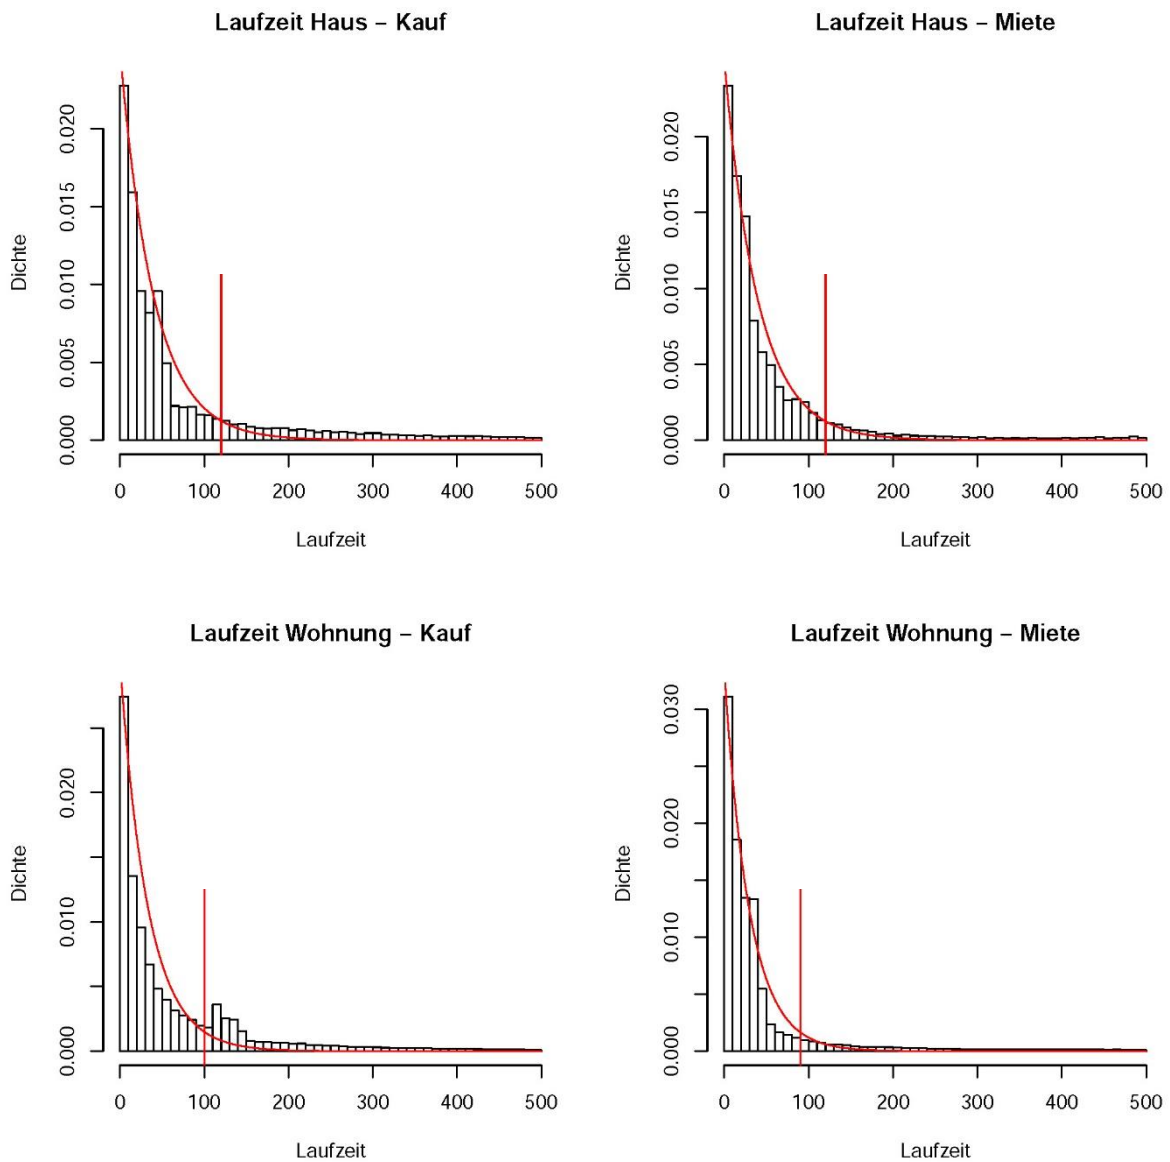 Laufzeit Haus – Kauf
Dichte
0.000
0.005
0.010
0.015
0.020
0 100 200 300 400 500
Laufzeit
Laufzeit Haus – Miete
Dichte
0.000
0.005
0.010
0.015
0.020
0 100 200 300 400 500
Laufzeit
Laufzeit Wohnung – Kauf
Dichte
0.000
0.010
0.020
0 100 200 300 400 500
Laufzeit
Laufzeit Wohnung – Miete
Dichte
0.000
0.010
0.020
0.030
0 100 200 300 400 500
Laufzeit